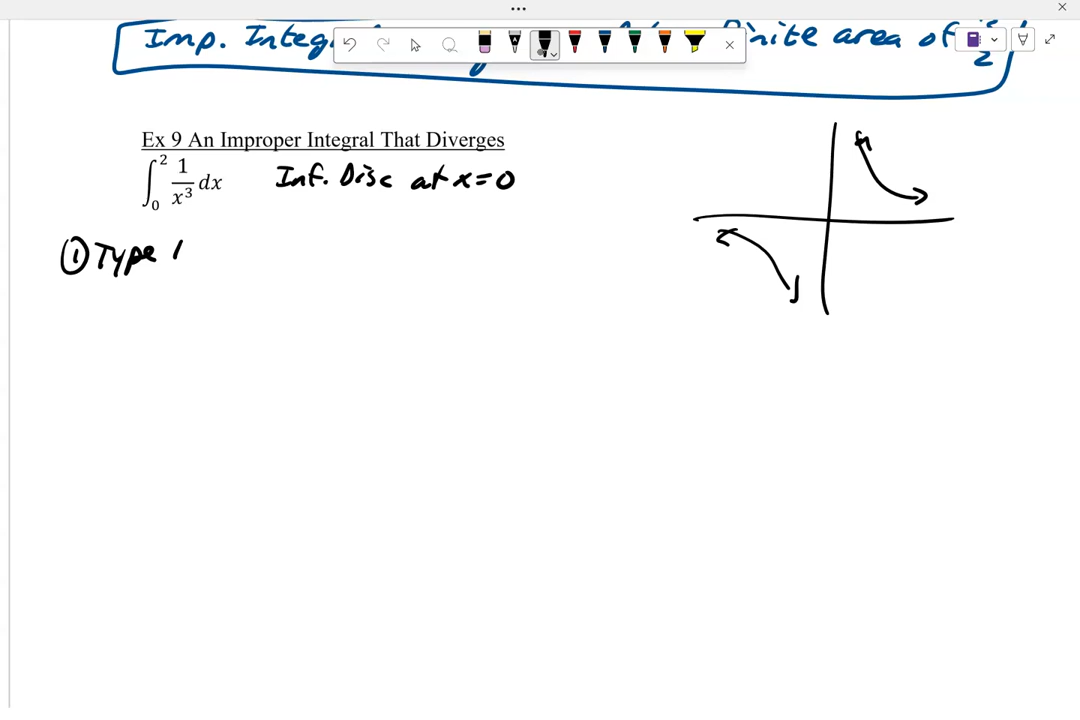 Imp. Integ
nite area of
2
Ex 9 An Improper Integral That Diverges
∫₀² 1/x³ dx Inf. Disc at x=0
① Type 1